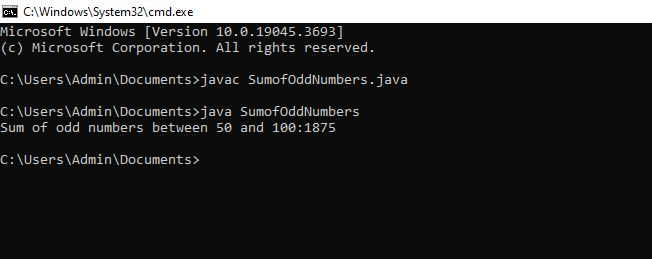 C:\Windows\System32\cmd.exe
Microsoft Windows [Version 10.0.19045.3693]
(c) Microsoft Corporation. All rights reserved.
C:\Users\Admin\Documents>javac SumofOddNumbers.java
C:\Users\Admin\Documents>java SumofOddNumbers
Sum of odd numbers between 50 and 100:1875
C:\Users\Admin\Documents>